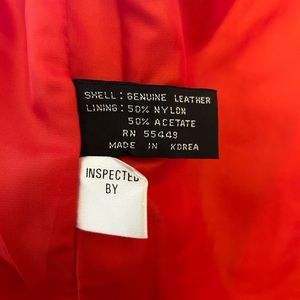 SHELL: GENUINE LEATHER
LINING: 50% NYLON
50% ACETATE
RN 55449
MADE IN KOREA
INSPECTED
BY